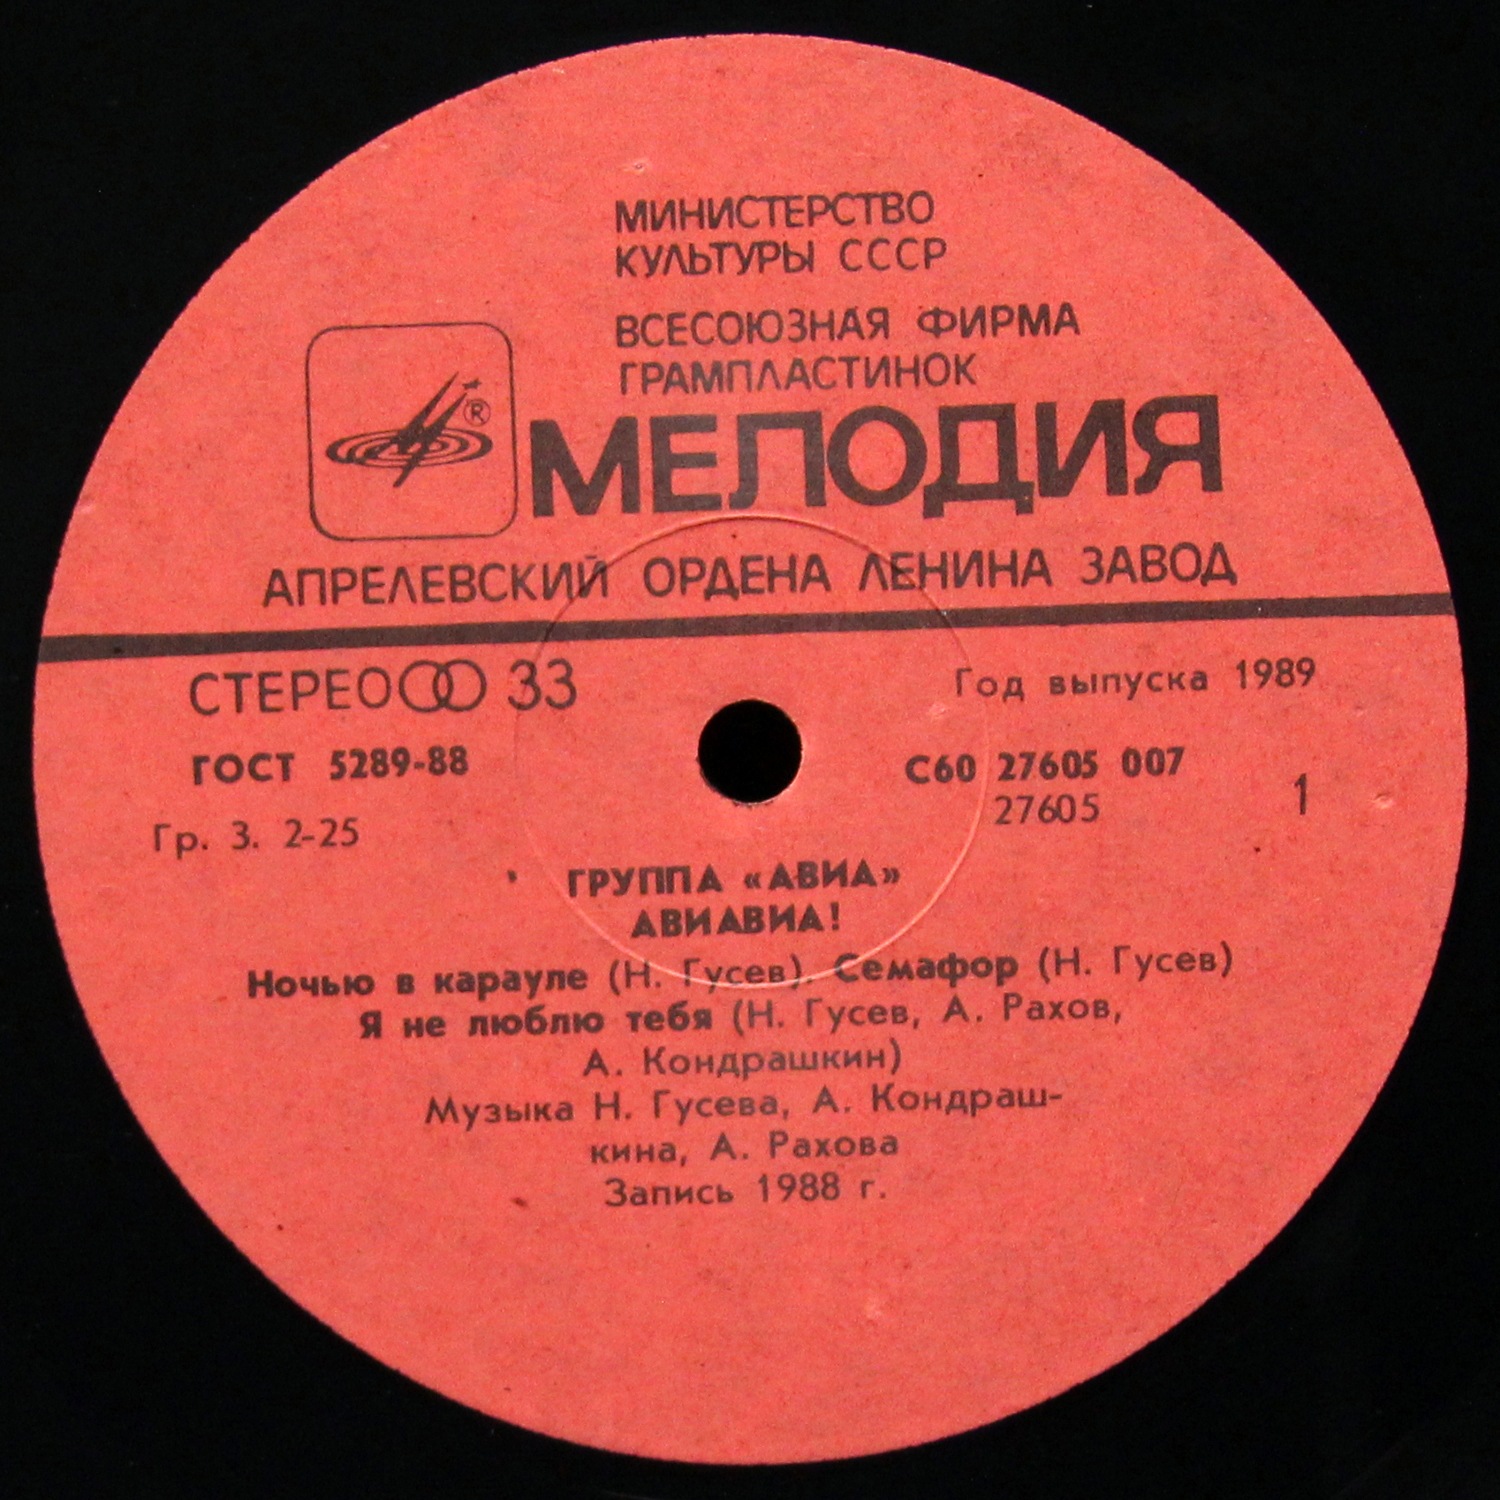 МИНИСТЕРСТВО
КУЛЬТУРЫ СССР
ВСЕСОЮЗНАЯ ФИРМА
ГРАМПЛАСТИНОК
®
МЕЛОДИЯ
АПРЕЛЕВСКИЙ ОРДЕНА ЛЕНИНА ЗАВОД
СТЕРЕО 33
Год выпуска 1989
ГОСТ 5289-88
С60 27605 007
27605
1
Гр. 3. 2-25
ГРУППА «АВИА»
АВИАВИА!
Ночью в карауле (Н. Гусев). Семафор (Н. Гусев)
Я не люблю тебя (Н. Гусев, А. Рахов,
А. Кондрашкин)
Музыка Н. Гусева, А. Кондраш-
кина, А. Рахова
Запись 1988 г.